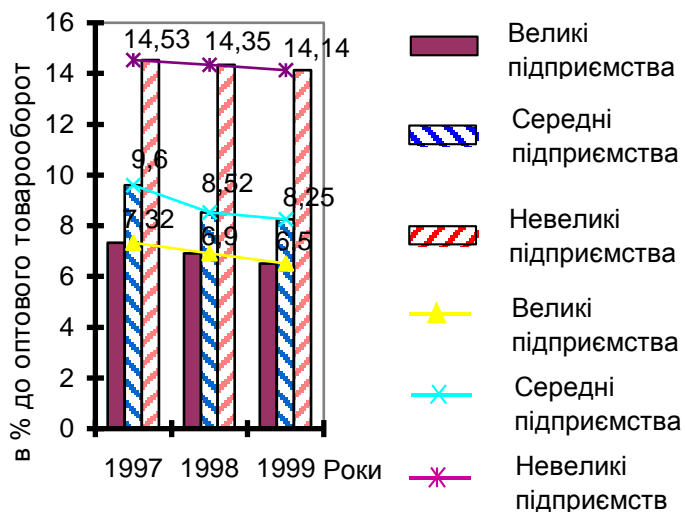 16
14
12
10
8
6
4
2
0
в % до оптового товарооборот
14,53
14,35
14,14
9,6
8,52
8,25
7,32
6,9
6,5
1997
1998
1999
Роки
Великі
підприємства
Середні
підприємства
Невеликі
підприємства
Великі
підприємства
Середні
підприємства
Невеликі
підприємств